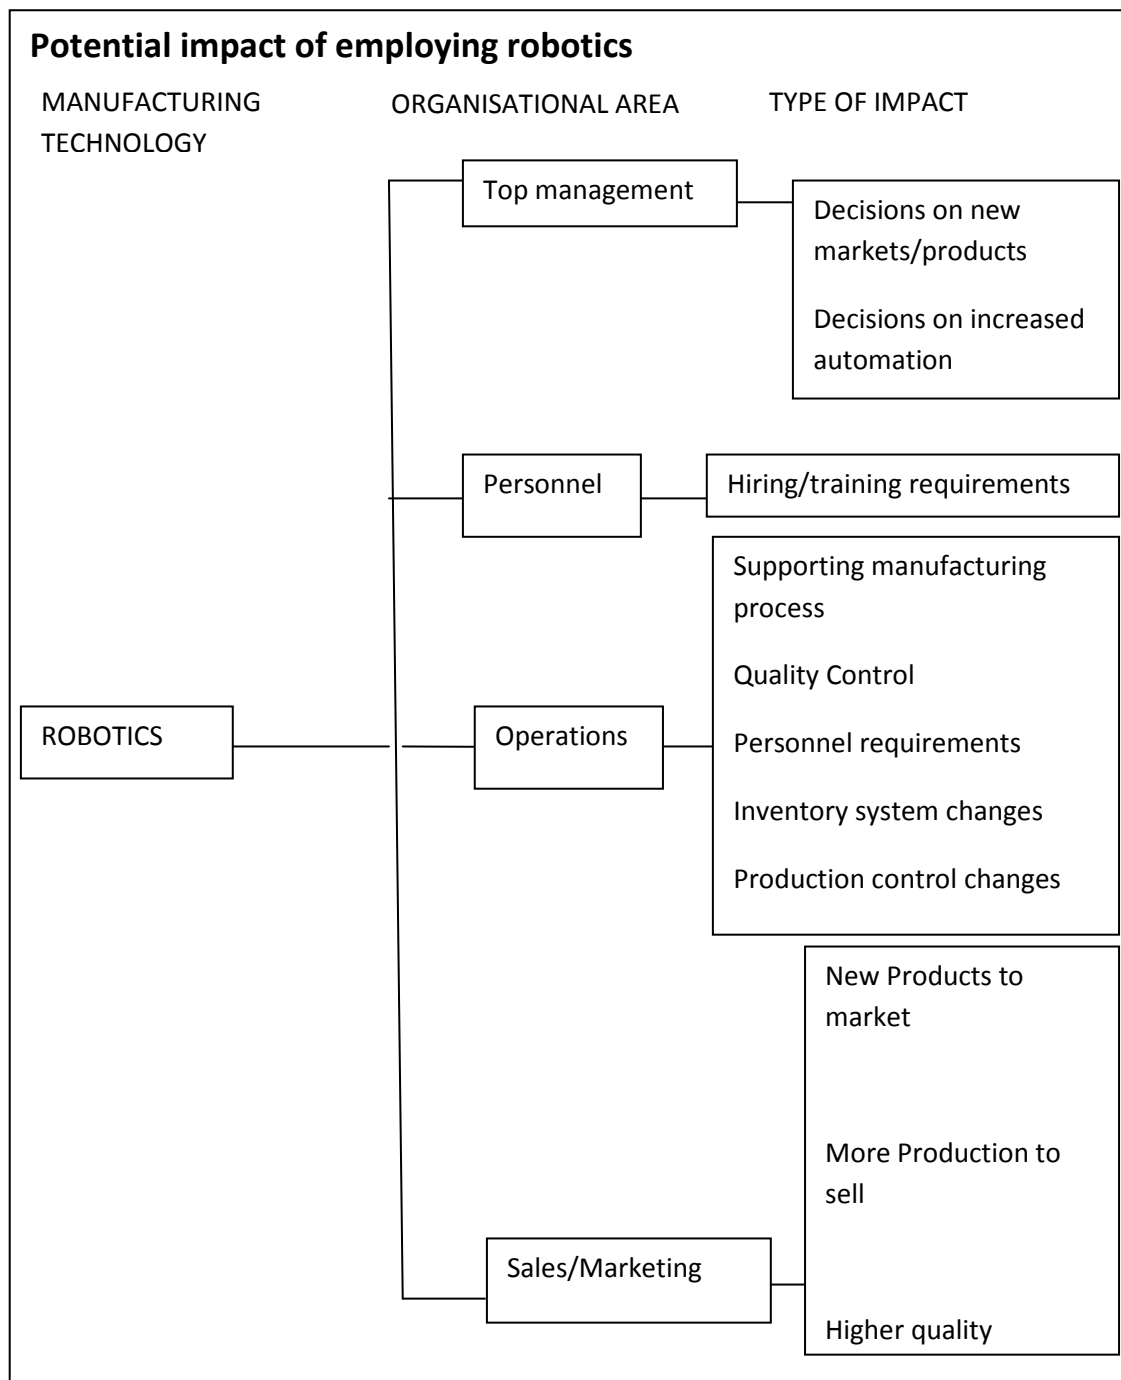 Potential impact of employing robotics
MANUFACTURING
TECHNOLOGY
ORGANISATIONAL AREA
TYPE OF IMPACT
Top management
Decisions on new
markets/products
Decisions on increased
automation
Personnel
Hiring/training requirements
Supporting manufacturing
process
Quality Control
ROBOTICS
Operations
Personnel requirements
Inventory system changes
Production control changes
New Products to
market
More Production to
sell
Sales/Marketing
Higher quality